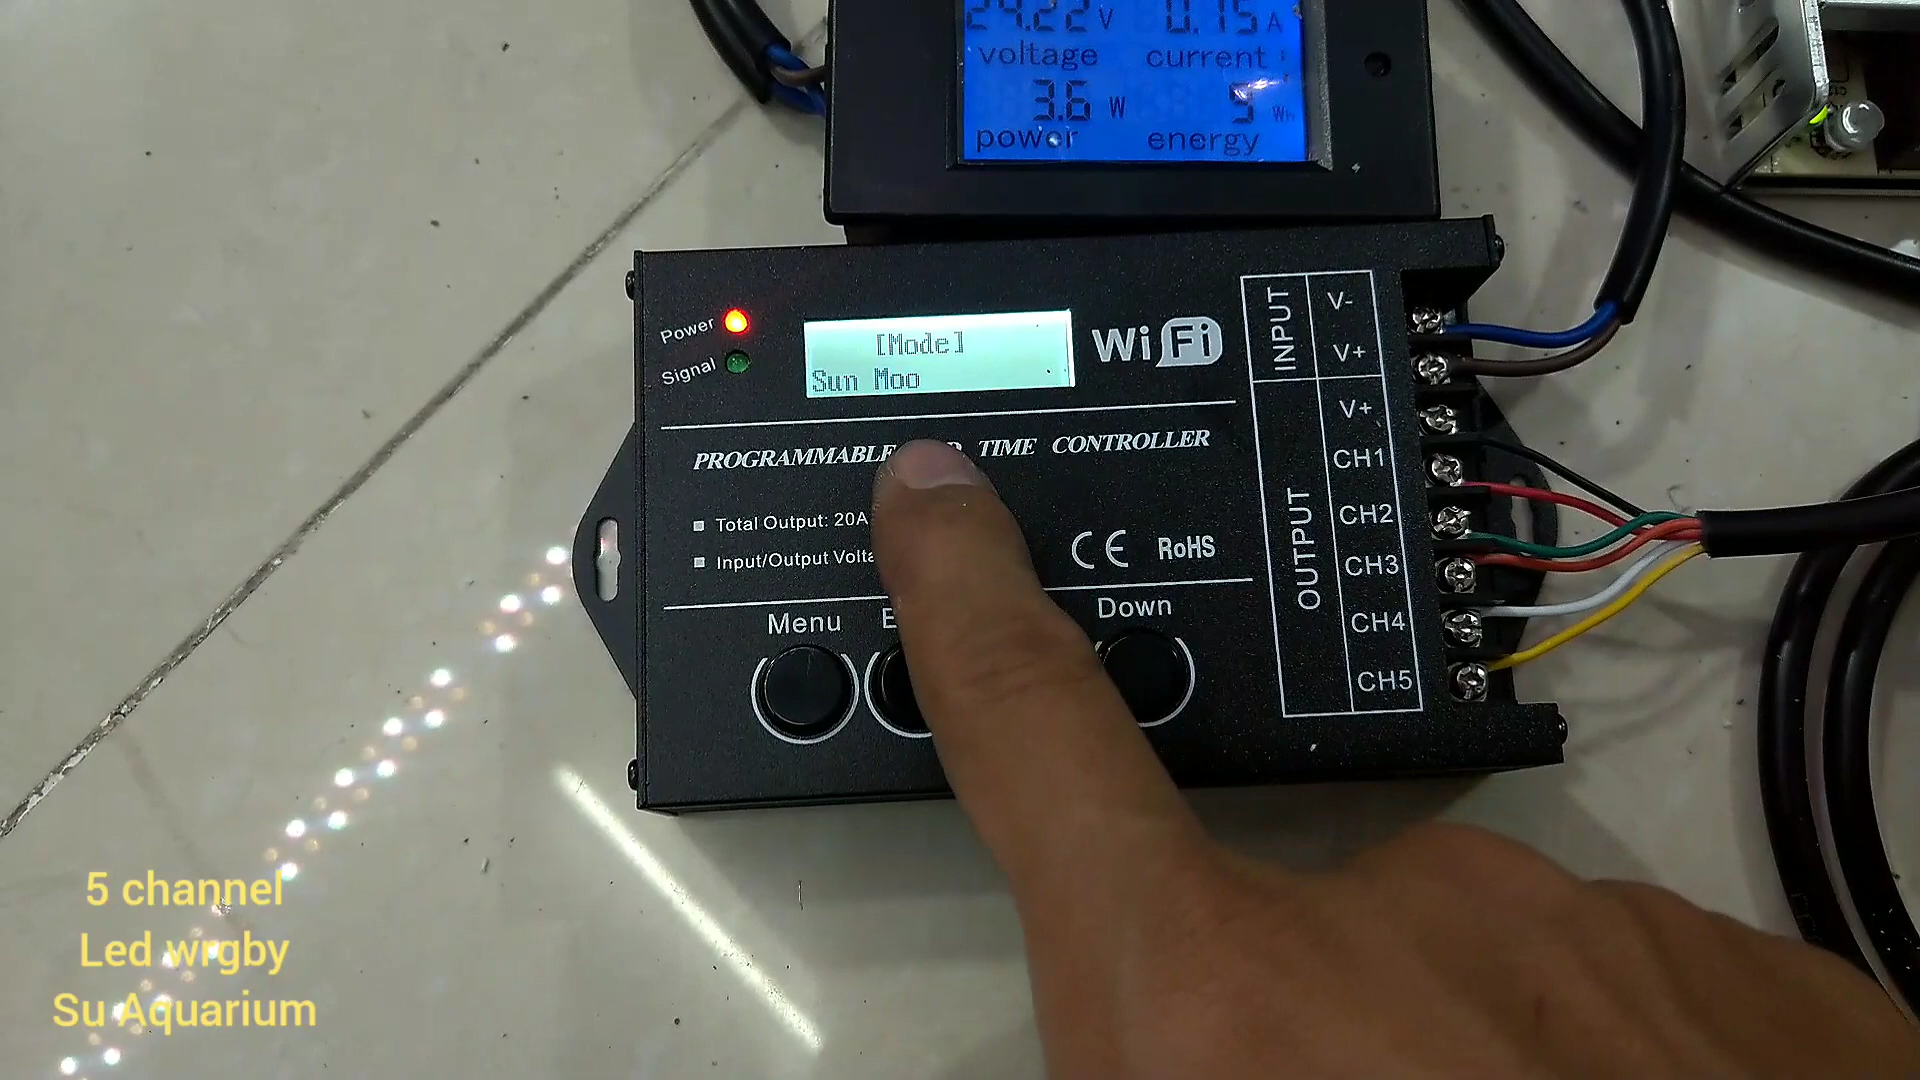 24.22 V 0.15 A
voltage current
3.6 W 9 Wh
power energy
Power
Signal
[Mode]
Sun Moo
WiFi
PROGRAMMABLE TIME CONTROLLER
Total Output: 20A
Input/Output
CE RoHS
Menu
Down
INPUT
V-
V+
OUTPUT
V+
CH1
CH2
CH3
CH4
CH5
5 channel
Led wrgby
Su Aquarium